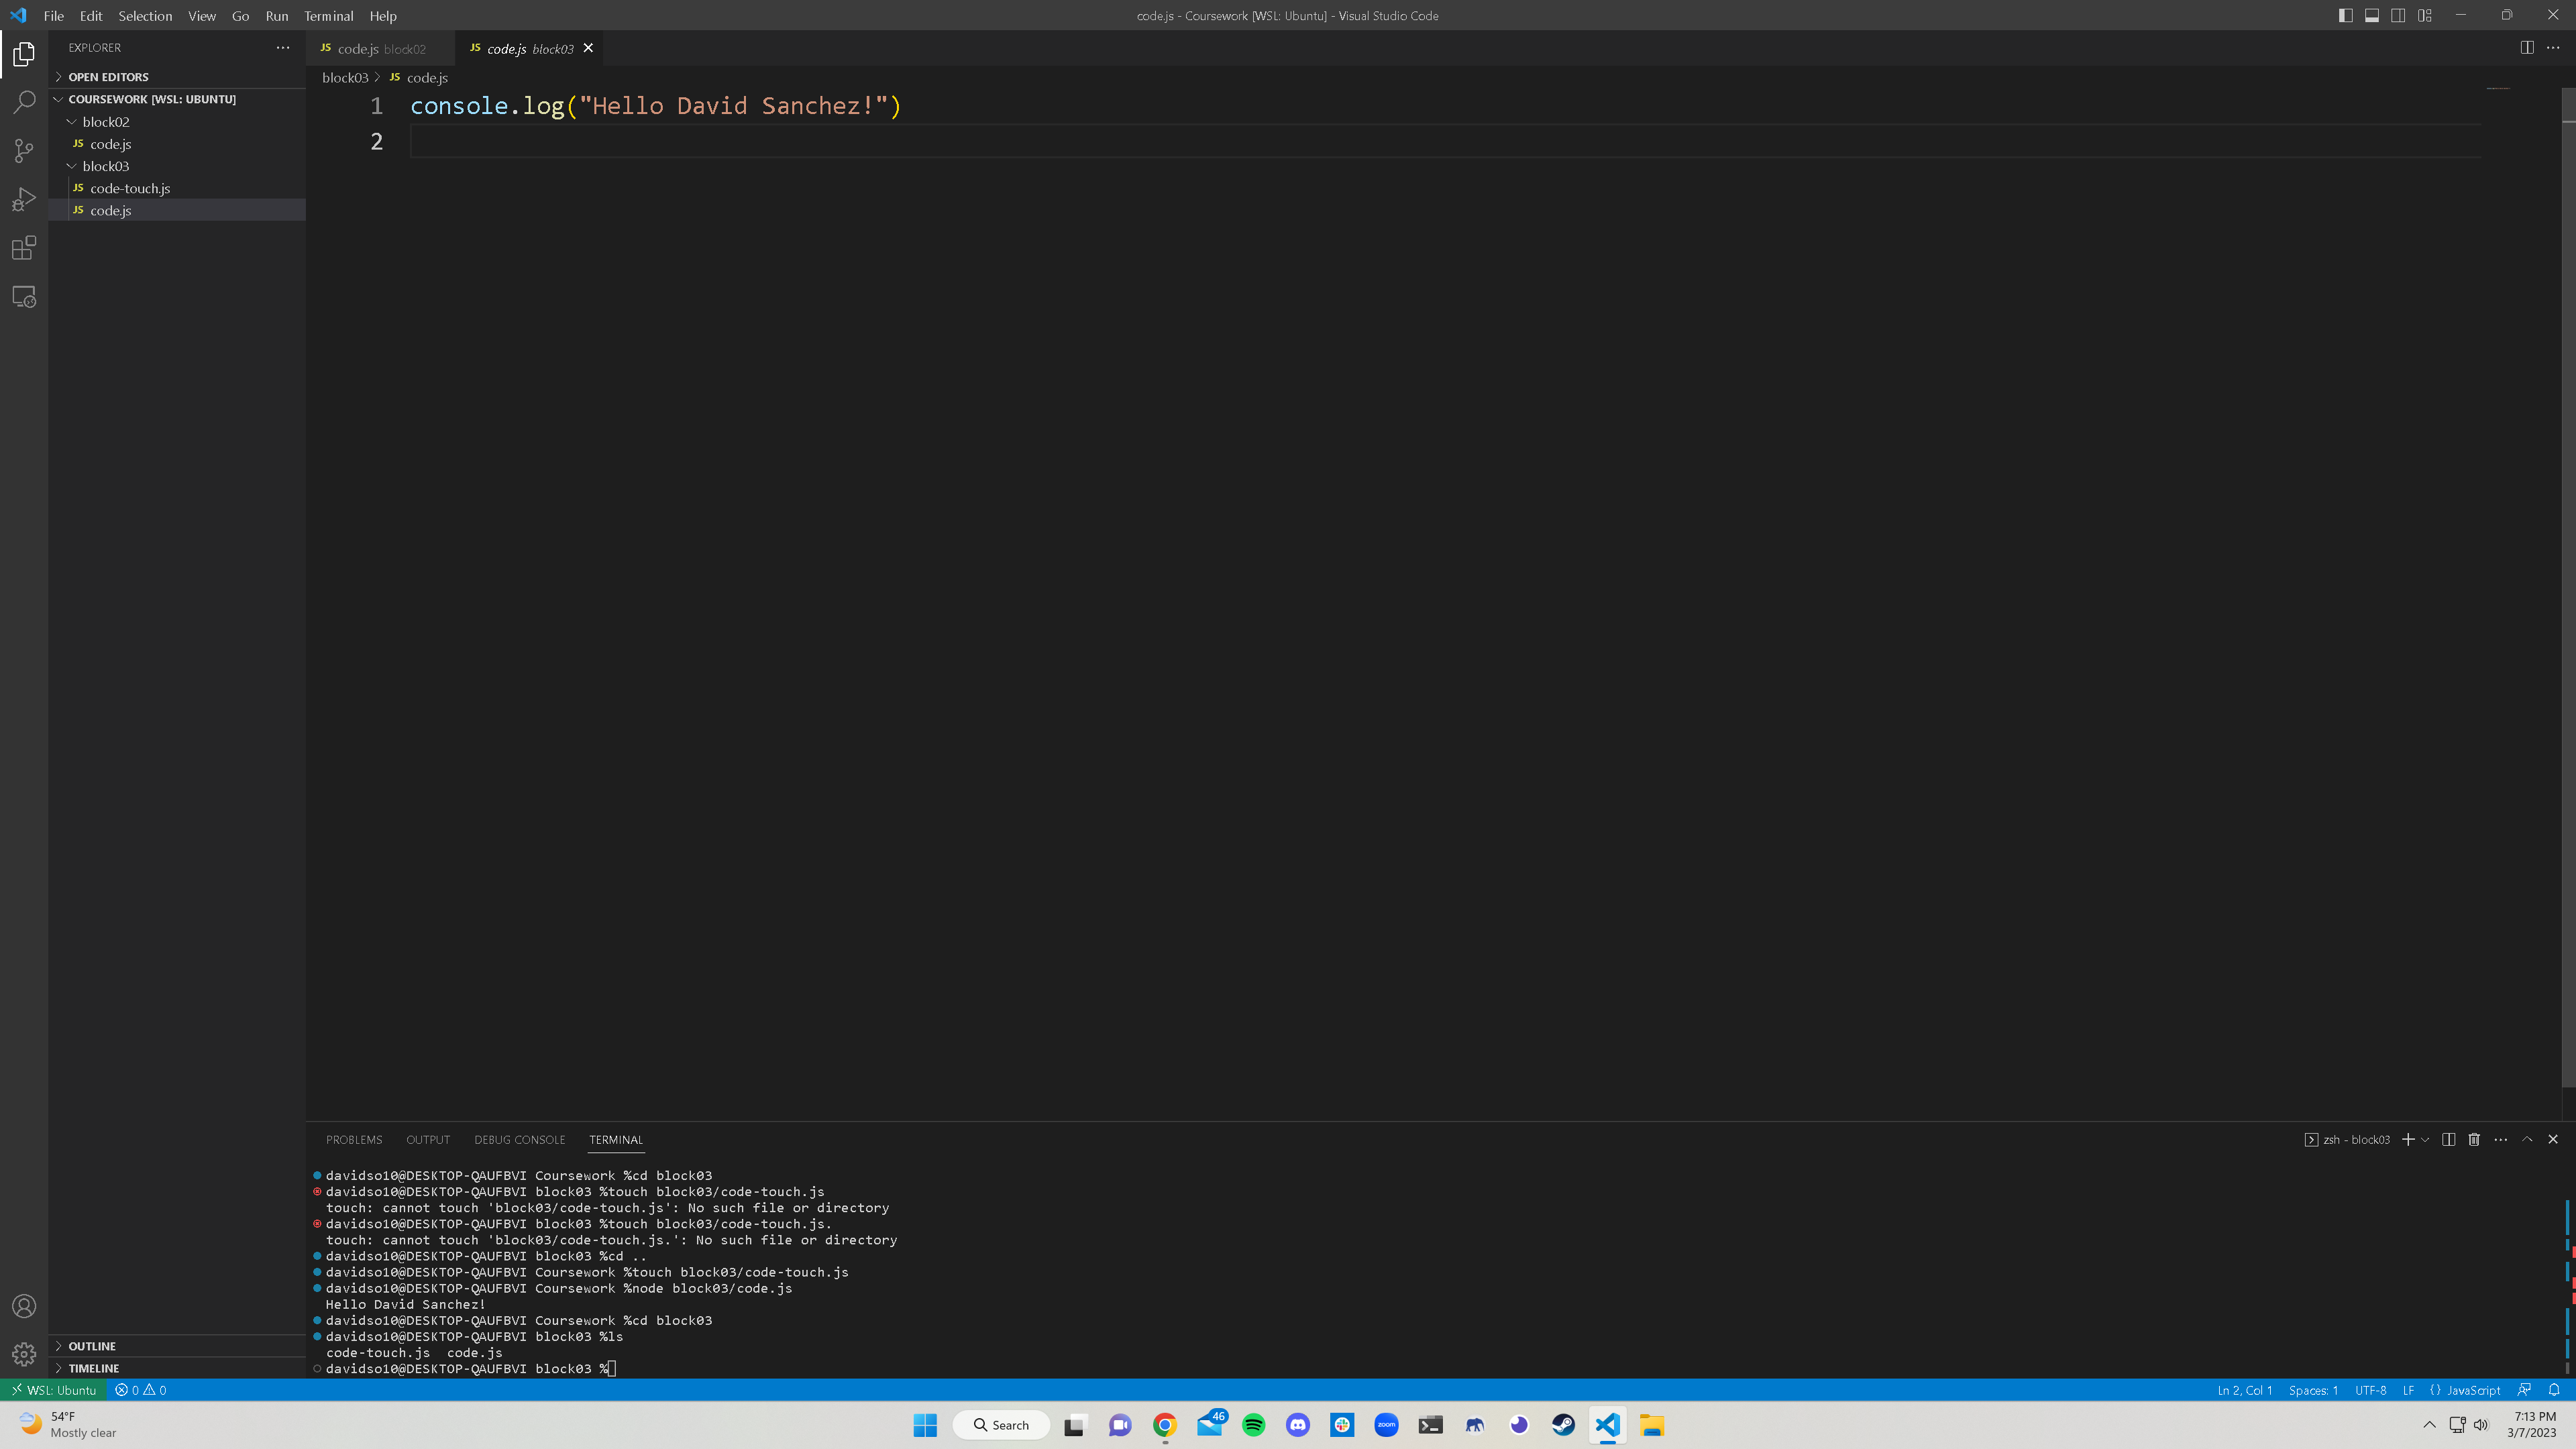 File Edit Selection View Go Run Terminal Help
code.js - Coursework [WSL: Ubuntu] - Visual Studio Code
EXPLORER
OPEN EDITORS
COURSEWORK [WSL: UBUNTU]
block02
JS code.js
block03
JS code-touch.js
JS code.js
OUTLINE
TIMELINE
JS code.js block02
JS code.js block03
block03 > JS code.js
1 console.log("Hello David Sanchez!")
2
PROBLEMS OUTPUT DEBUG CONSOLE TERMINAL
zsh - block03
davidso10@DESKTOP-QAUFBVI Coursework %cd block03
davidso10@DESKTOP-QAUFBVI block03 %touch block03/code-touch.js
touch: cannot touch 'block03/code-touch.js': No such file or directory
davidso10@DESKTOP-QAUFBVI block03 %touch block03/code-touch.js.
touch: cannot touch 'block03/code-touch.js.': No such file or directory
davidso10@DESKTOP-QAUFBVI block03 %cd ..
davidso10@DESKTOP-QAUFBVI Coursework %touch block03/code-touch.js
davidso10@DESKTOP-QAUFBVI Coursework %node block03/code.js
Hello David Sanchez!
davidso10@DESKTOP-QAUFBVI Coursework %cd block03
davidso10@DESKTOP-QAUFBVI block03 %ls
code-touch.js  code.js
davidso10@DESKTOP-QAUFBVI block03 %
WSL: Ubuntu 0 0
Ln 2, Col 1 Spaces: 1 UTF-8 LF {} JavaScript
54°F
Mostly clear
Search
46
zoom
7:13 PM
3/7/2023